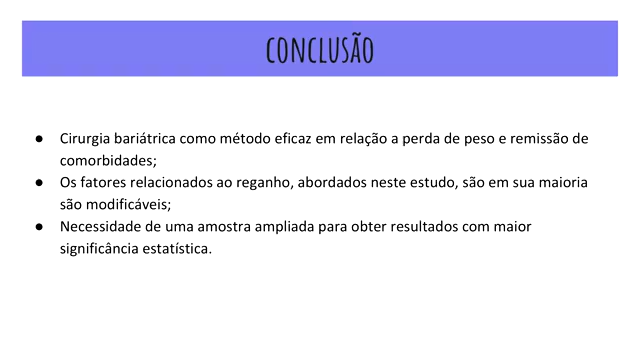 CONCLUSÃO
● Cirurgia bariátrica como método eficaz em relação a perda de peso e remissão de
comorbidades;
● Os fatores relacionados ao reganho, abordados neste estudo, são em sua maioria
são modificáveis;
● Necessidade de uma amostra ampliada para obter resultados com maior
significância estatística.